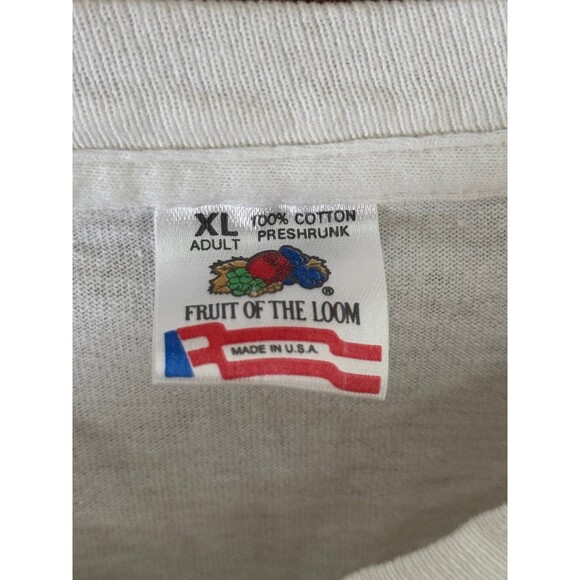 XL 100% COTTON
ADULT PRESHRUNK
®
FRUIT OF THE LOOM
MADE IN U.S.A.